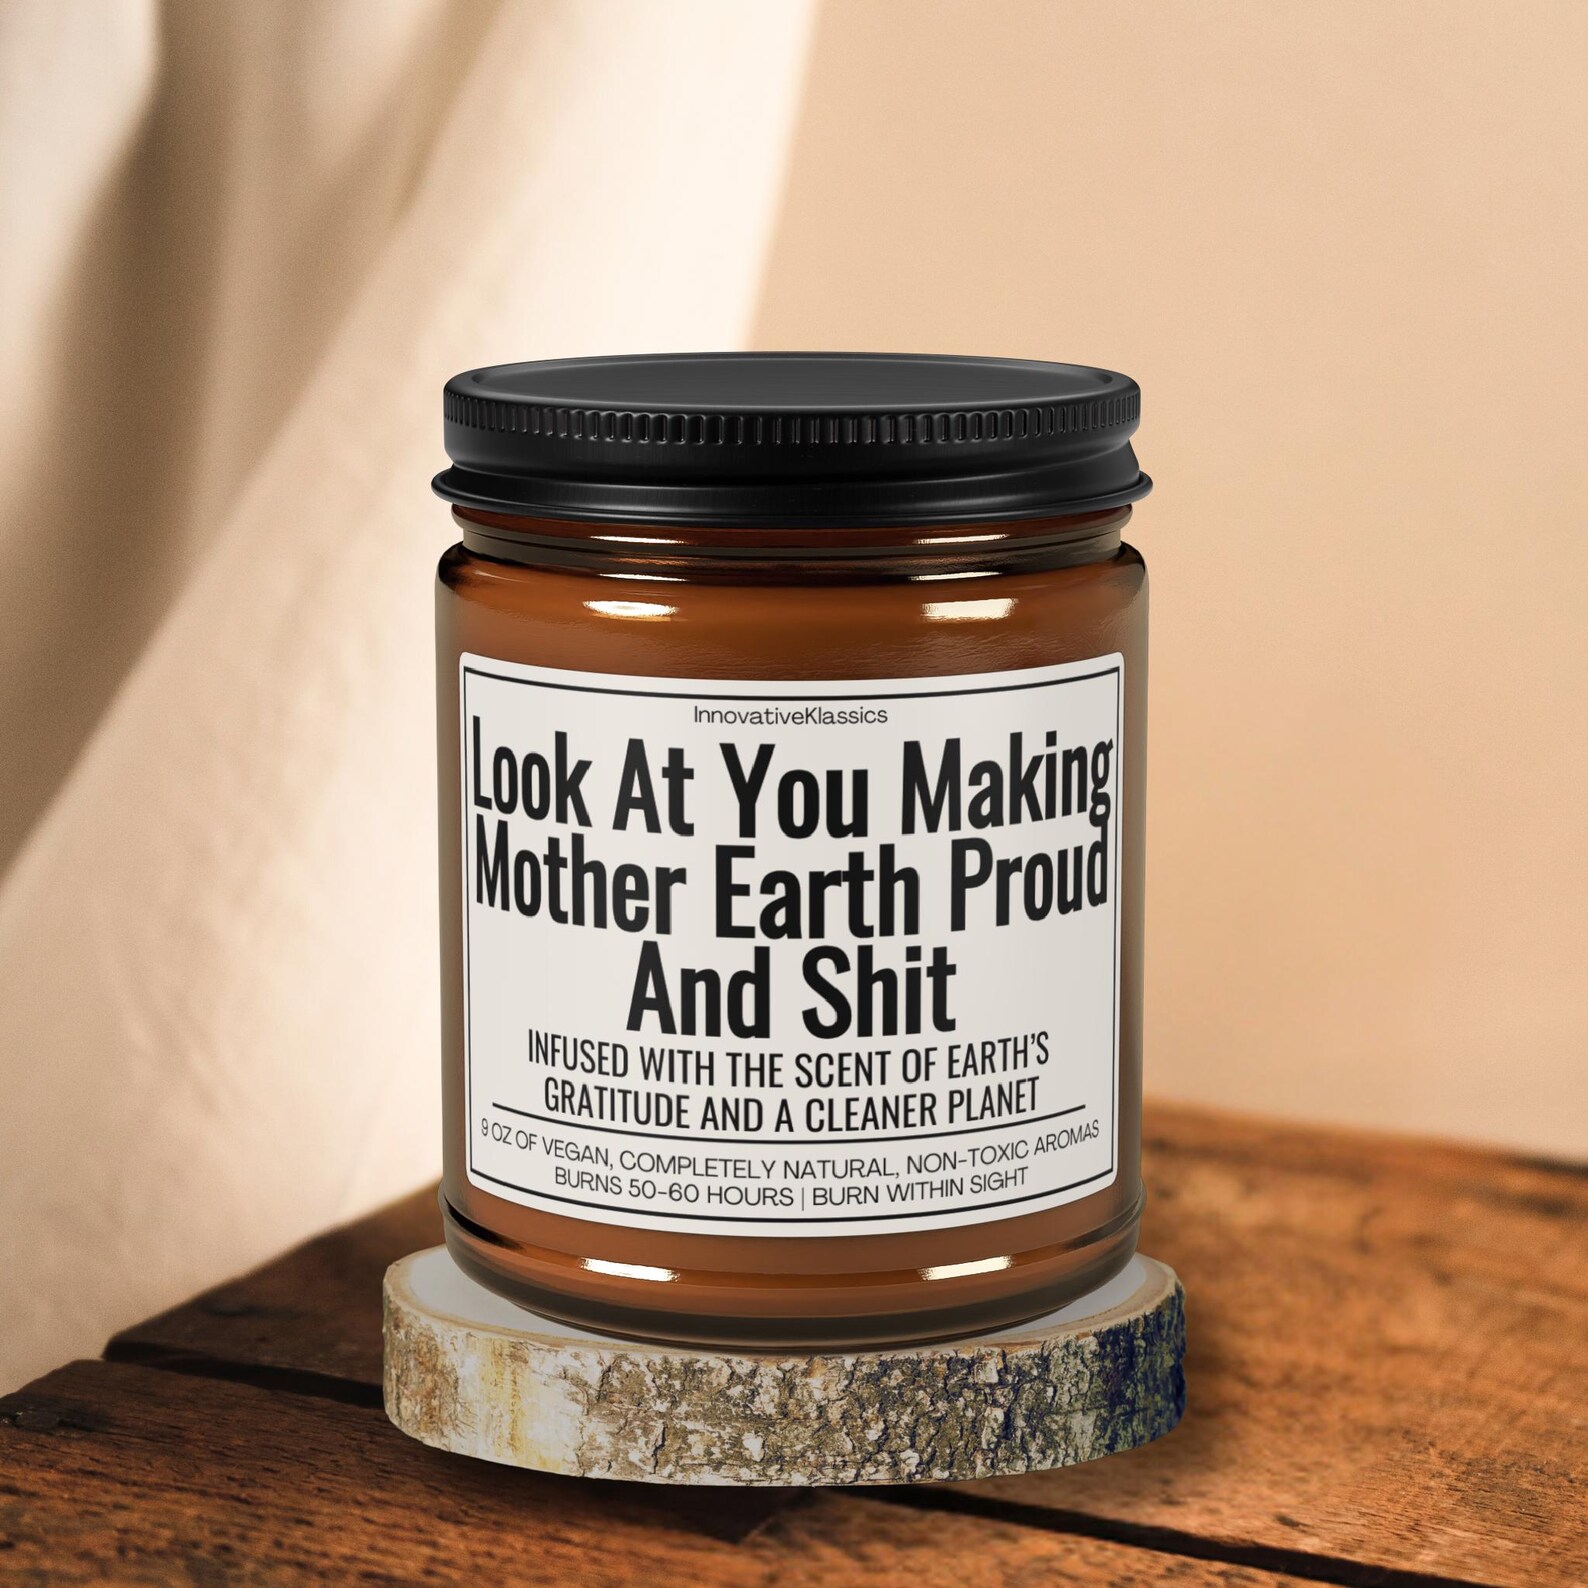 InnovativeKlassics
Look At You Making
Mother Earth Proud
And Shit
INFUSED WITH THE SCENT OF EARTH'S
GRATITUDE AND A CLEANER PLANET
9 OZ OF VEGAN, COMPLETELY NATURAL, NON-TOXIC AROMAS
BURNS 50-60 HOURS | BURN WITHIN SIGHT